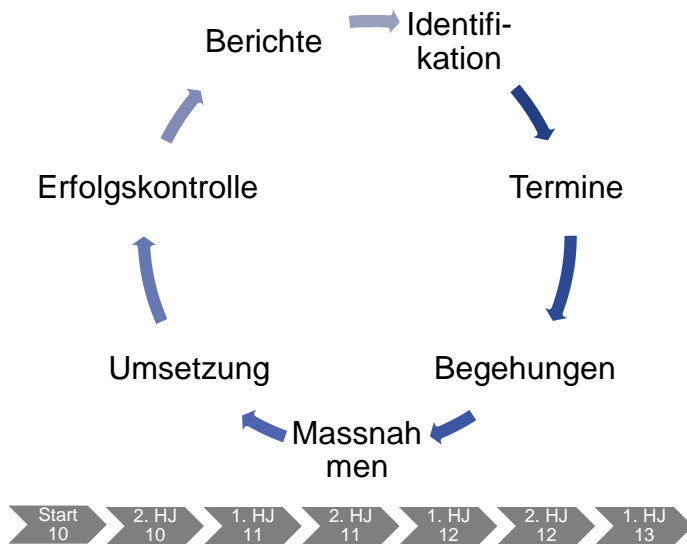 Berichte
Identifi-
kation
Termine
Begehungen
Massnah
men
Umsetzung
Erfolgskontrolle
Start
10
2. HJ
10
1. HJ
11
2. HJ
11
1. HJ
12
2. HJ
12
1. HJ
13